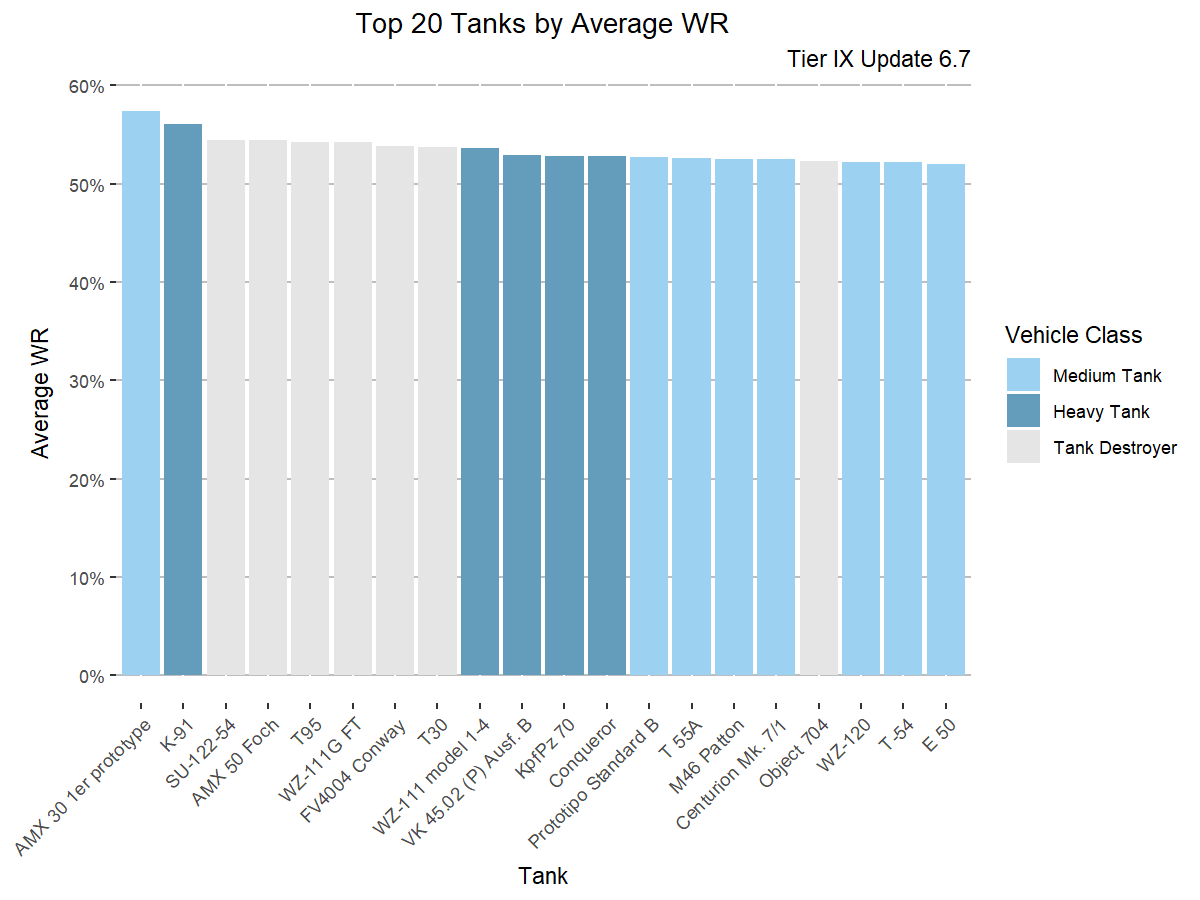 Top 20 Tanks by Average WR
Tier IX Update 6.7
60%
50%
40%
30%
20%
10%
0%
Average WR
AMX 30 1er prototype
K-91
SU-122-54
AMX 50 Foch
T95
WZ-111G FT
FV4004 Conway
T30
WZ-111 model 1-4
VK 45.02 (P) Ausf. B
KpfPz 70
Conqueror
Prototipo Standard B
T 55A
M46 Patton
Centurion Mk. 7/1
Object 704
WZ-120
T-54
E 50
Tank
Vehicle Class
Medium Tank
Heavy Tank
Tank Destroyer